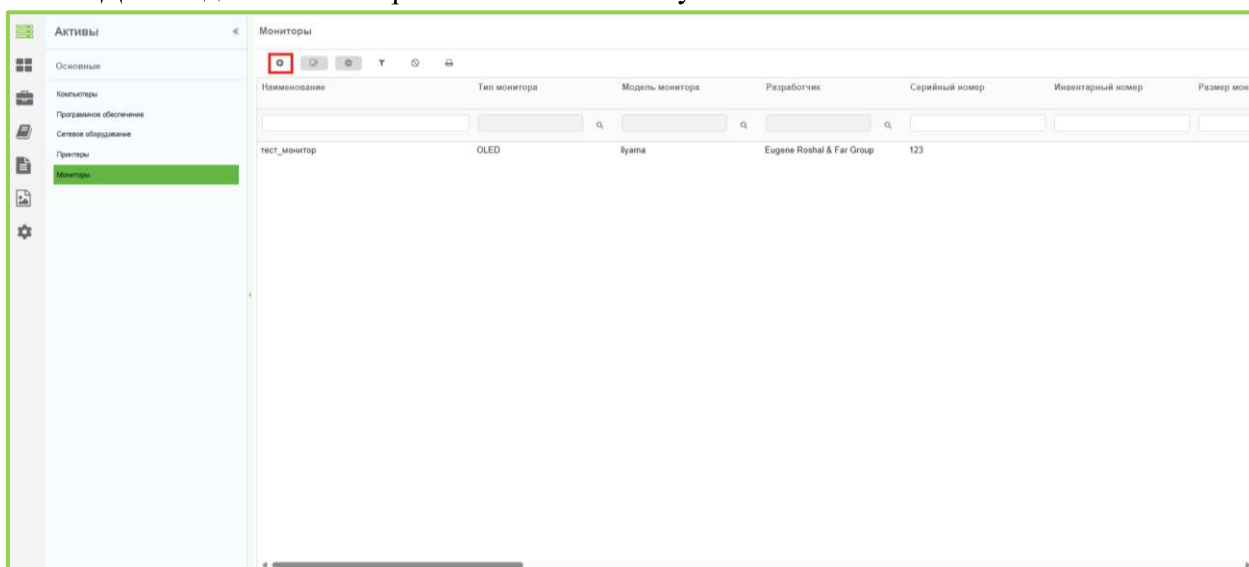 Активы « Мониторы
Основные
Наименование Тип монитора Модель монитора Разработчик Серийный номер Инвентарный номер Размер мон
Компьютеры
Программное обеспечение
Сетевое оборудование
Принтеры
тест_монитор OLED Iiyama Eugene Roshal & Far Group 123
Мониторы